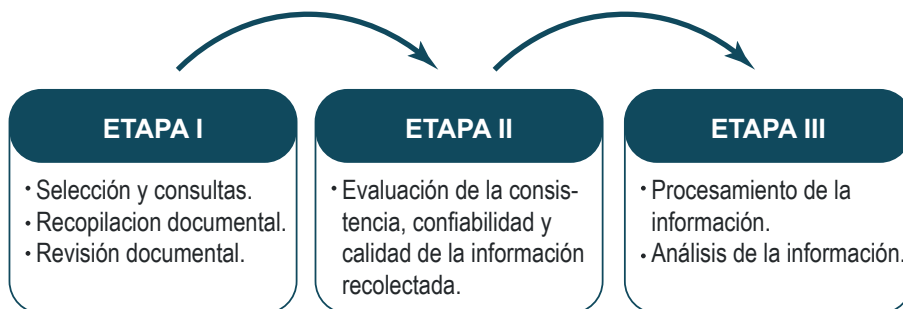 ETAPA I
• Selección y consultas.
• Recopilacion documental.
• Revisión documental.
ETAPA II
• Evaluación de la consis-
tencia, confiabilidad y
calidad de la información
recolectada.
ETAPA III
• Procesamiento de la
información.
• Análisis de la información.